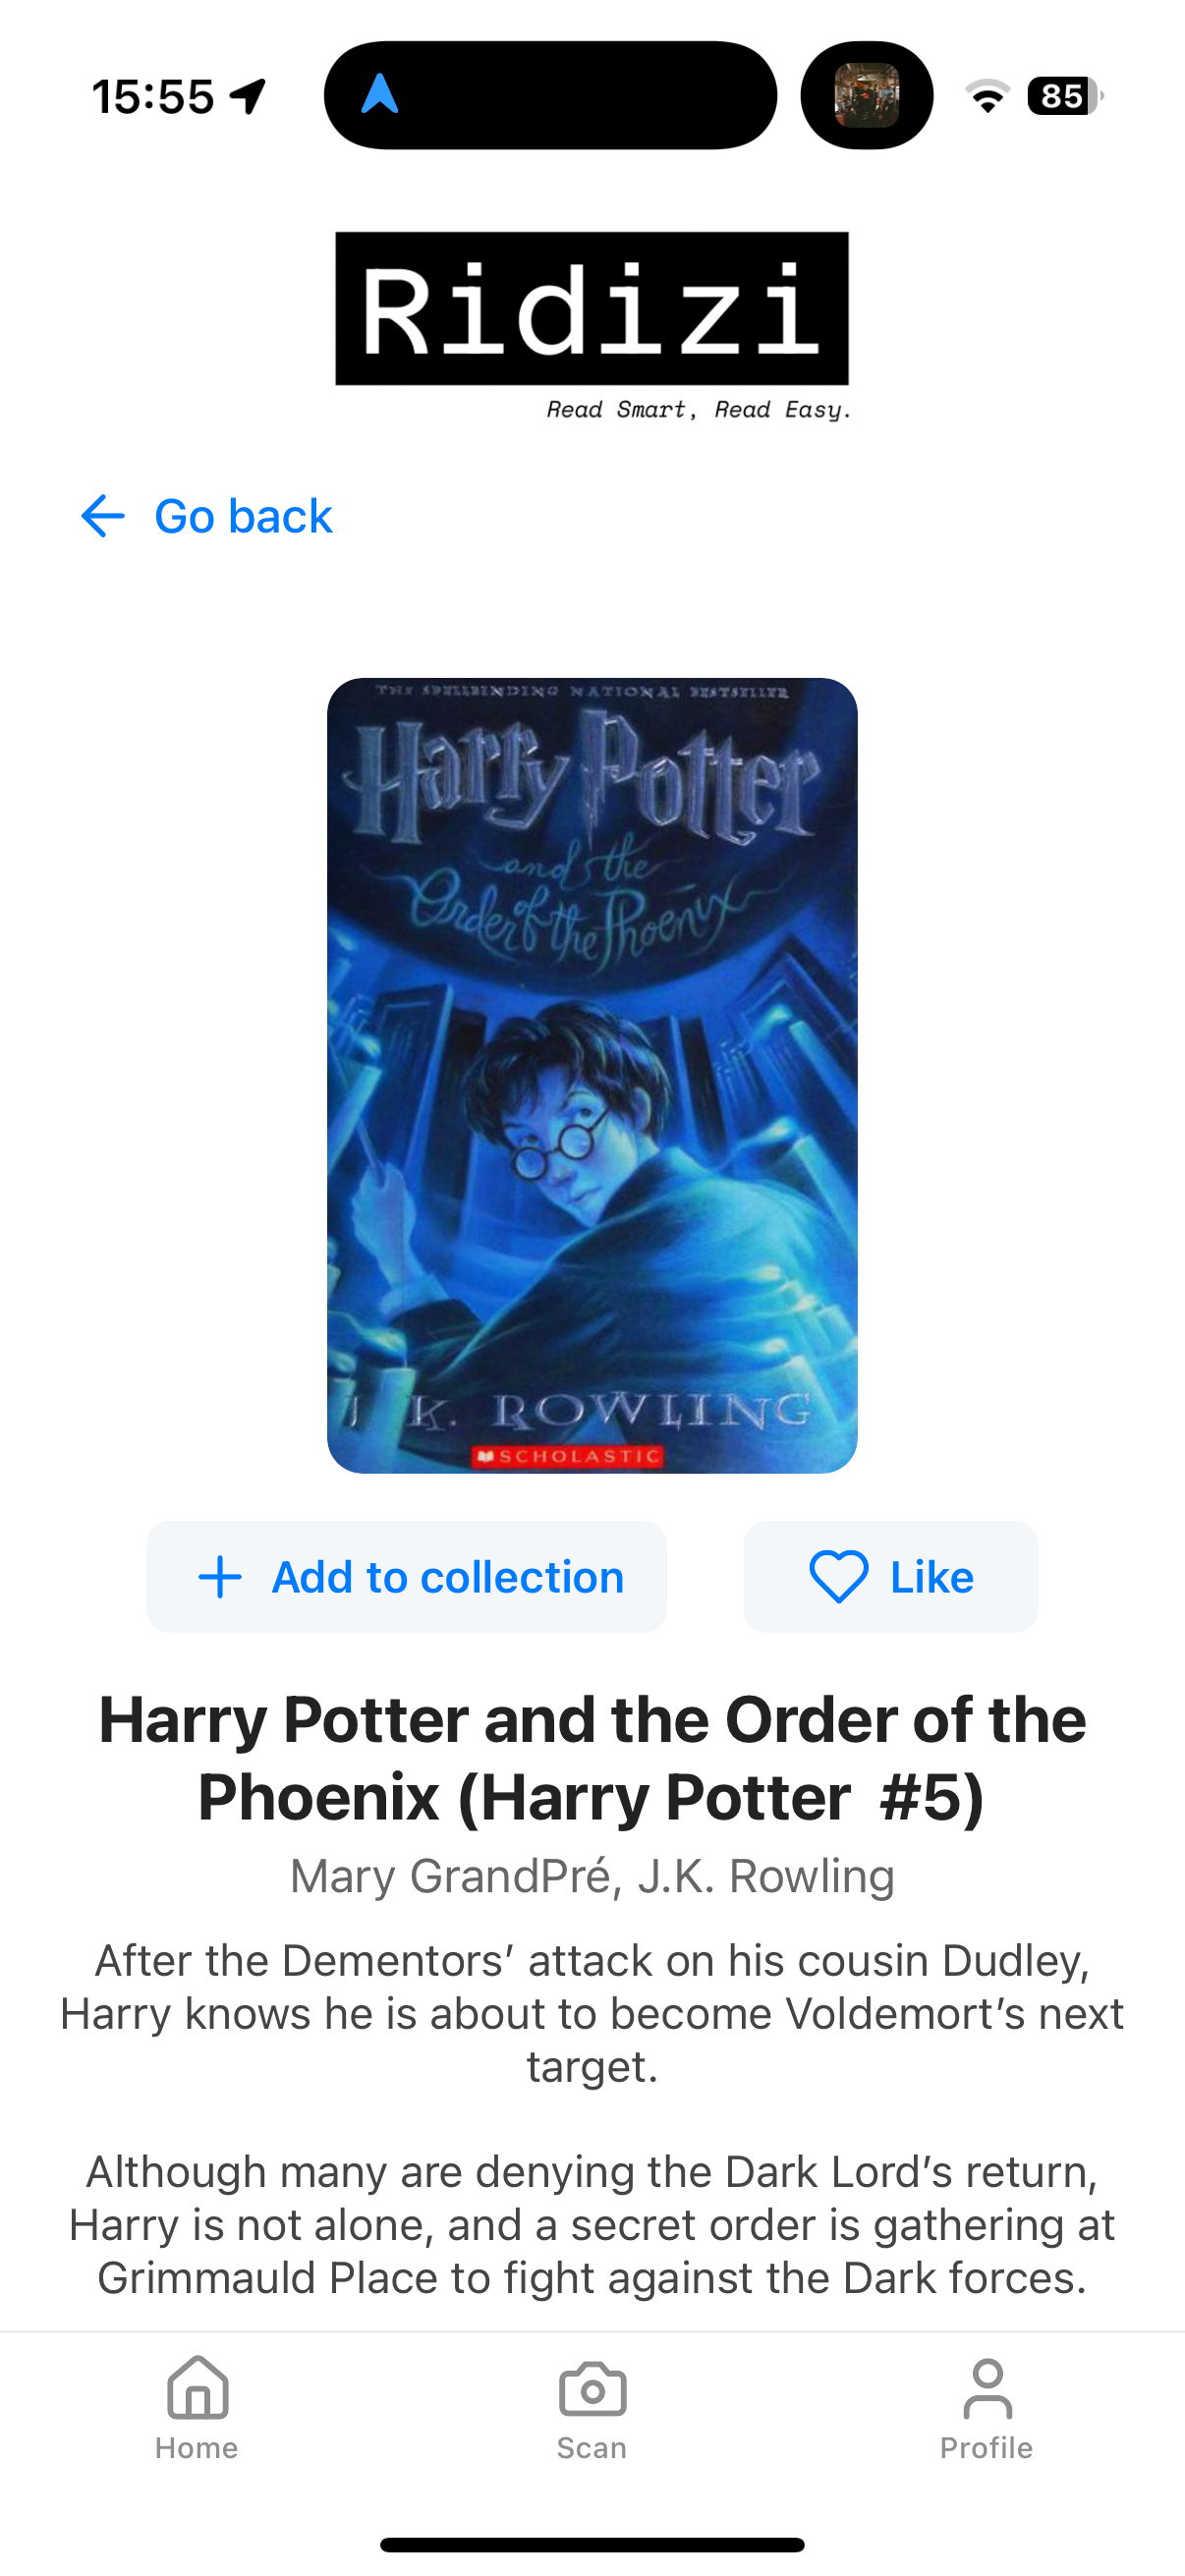 15:55
85
Ridizi
Read Smart, Read Easy.
Go back
THE SPELLBINDING NATIONAL BESTSELLER
Harry Potter
and the
Order of the Phoenix
J. K. ROWLING
SCHOLASTIC
Add to collection
Like
Harry Potter and the Order of the
Phoenix (Harry Potter  #5)
Mary GrandPré, J.K. Rowling
After the Dementors’ attack on his cousin Dudley,
Harry knows he is about to become Voldemort’s next
target.
Although many are denying the Dark Lord’s return,
Harry is not alone, and a secret order is gathering at
Grimmauld Place to fight against the Dark forces.
Home
Scan
Profile